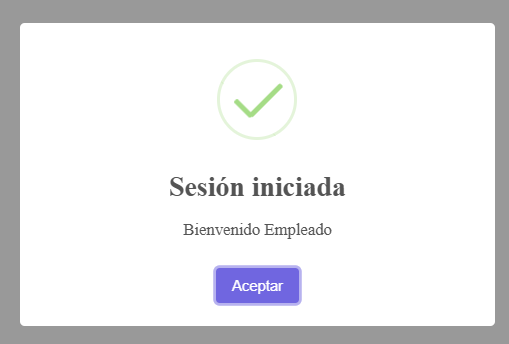 Sesión iniciada
Bienvenido Empleado
Aceptar